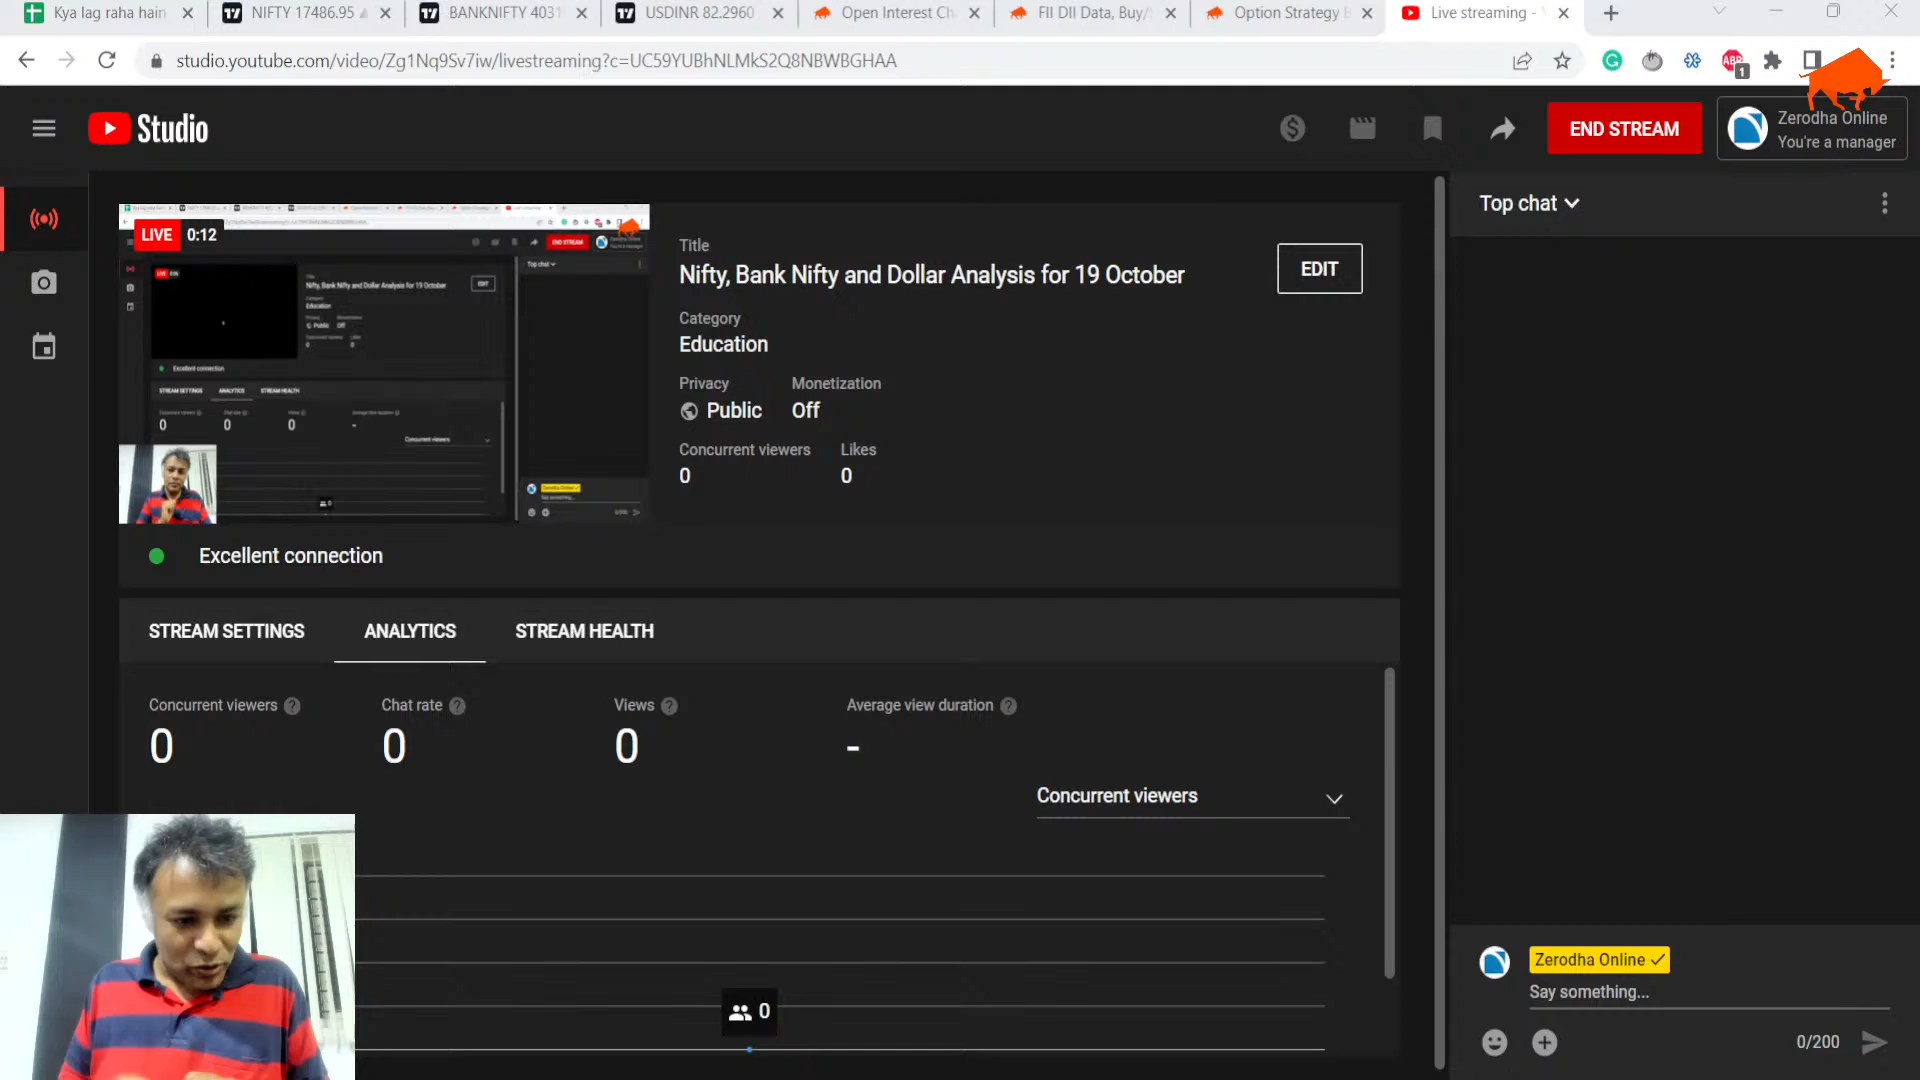 Kya lag raha hain
NIFTY 17486.95
BANKNIFTY 4031
USDINR 82.2960
Open Interest Ch
FII DII Data, Buy/
Option Strategy B
Live streaming -
studio.youtube.com/video/Zg1Nq9Sv7iw/livestreaming?c=UC59YUBhNLMkS2Q8NBWBGHAA
ABP
1
Studio
END STREAM
Zerodha Online
You're a manager
LIVE 0:12
Title
Nifty, Bank Nifty and Dollar Analysis for 19 October
EDIT
Category
Education
Privacy Monetization
Public Off
Concurrent viewers Likes
0 0
Excellent connection
STREAM SETTINGS ANALYTICS STREAM HEALTH
Concurrent viewers Chat rate Views Average view duration
0 0 0 -
Concurrent viewers
0
Top chat
Zerodha Online
Say something...
0/200